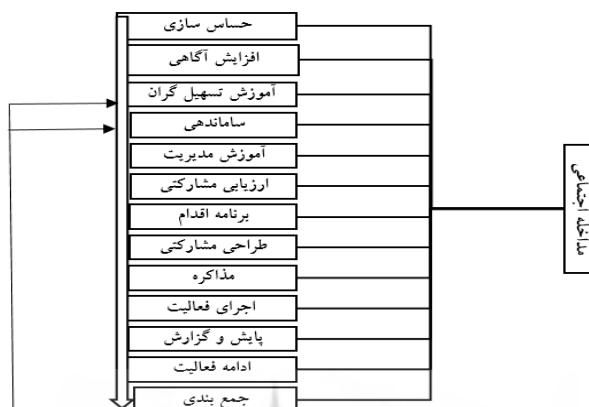 حساس سازی
افزایش آگاهی
آموزش تسهیل گران
ساماندهی
آموزش مدیریت
ارزیابی مشارکتی
برنامه اقدام
طراحی مشارکتی
مذاکره
اجرای فعالیت
پایش و گزارش
ادامه فعالیت
جمع بندی
مداخله اجتماعی